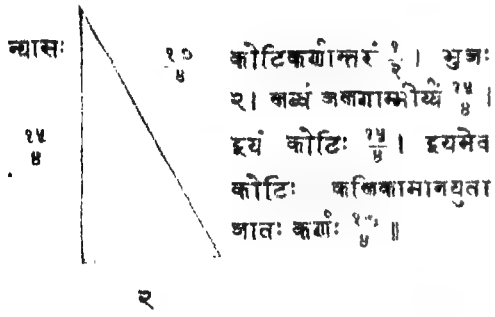 न्यासः
१७
४
१५
४
२
कोटिकर्णान्तरं १/२ । भुजः
२। लब्धं जलगाम्भीर्य्यं १५/४ ।
इयं कोटिः १५/४ । इयमेव
कोटिः कलिकामानयुता
जातः कर्णः १७/४ ॥